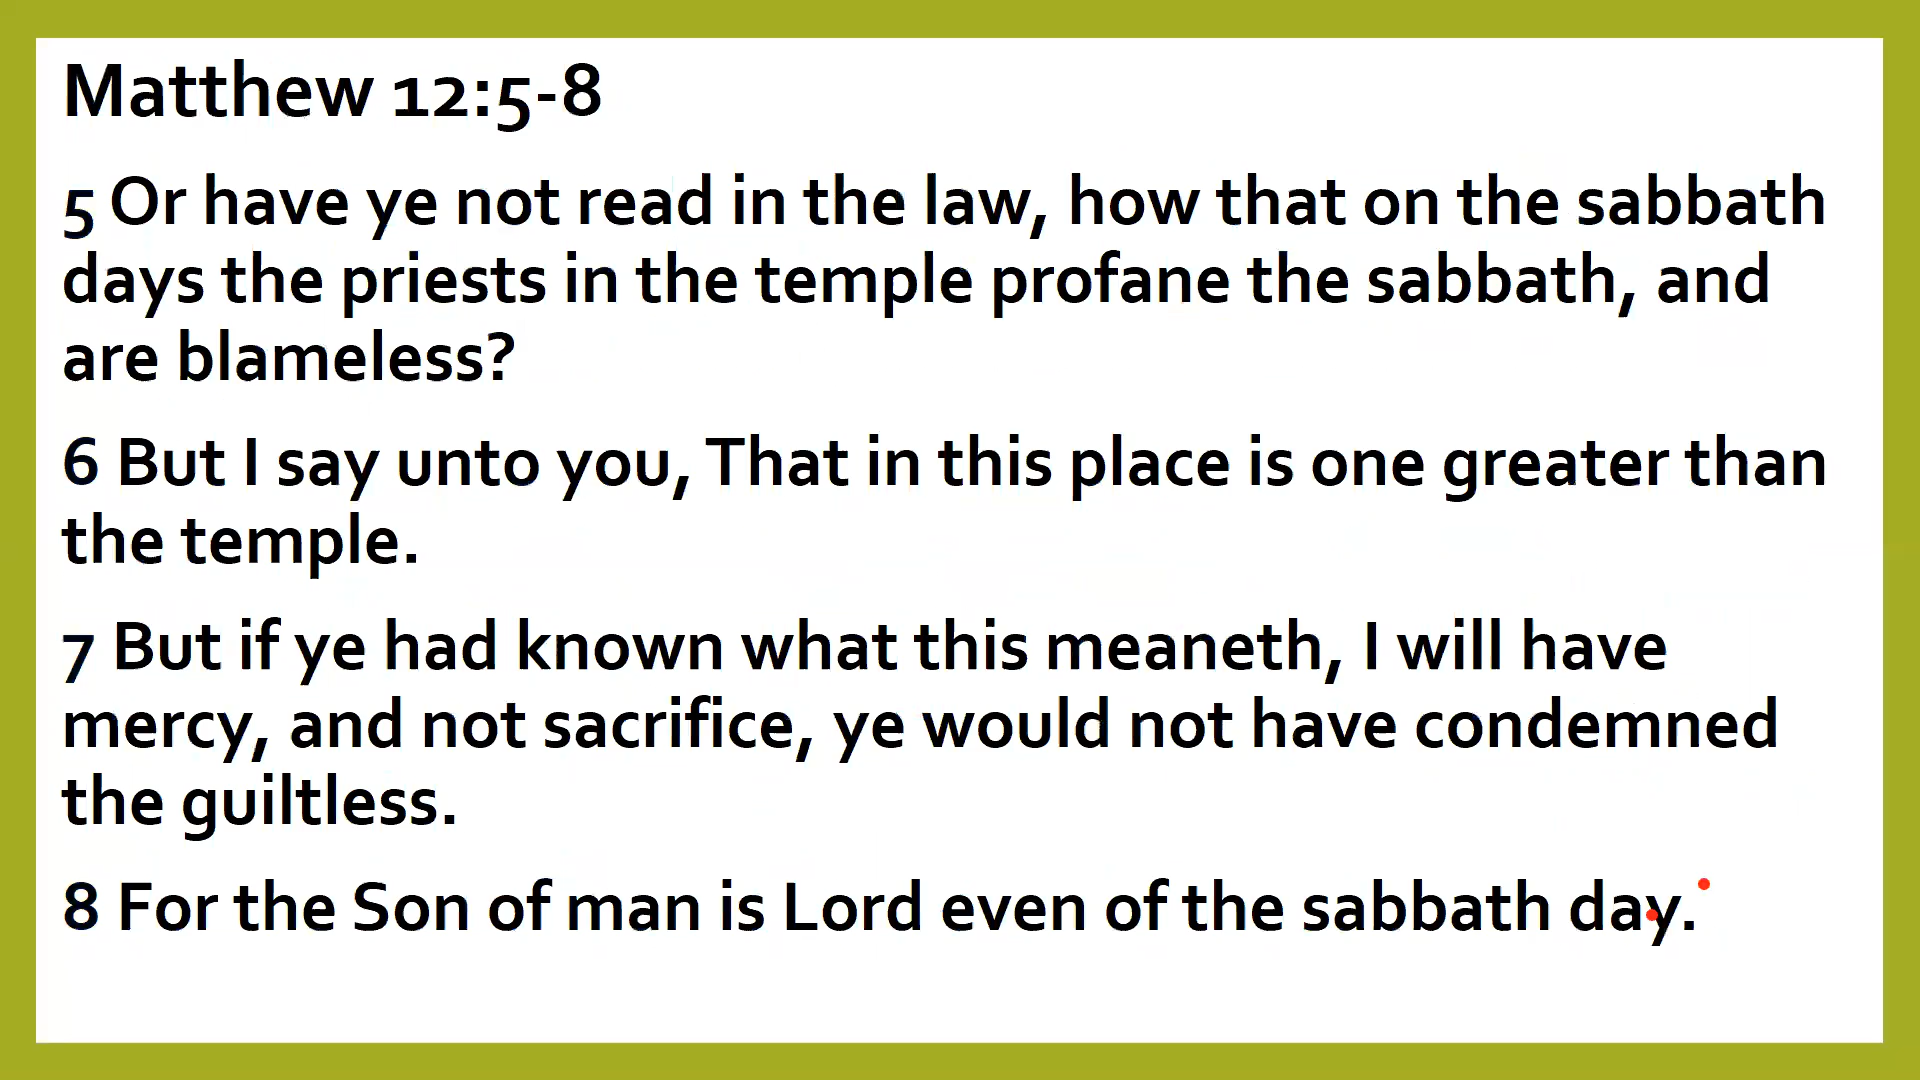 Matthew 12:5-8
5 Or have ye not read in the law, how that on the sabbath
days the priests in the temple profane the sabbath, and
are blameless?
6 But I say unto you, That in this place is one greater than
the temple.
7 But if ye had known what this meaneth, I will have
mercy, and not sacrifice, ye would not have condemned
the guiltless.
8 For the Son of man is Lord even of the sabbath day.